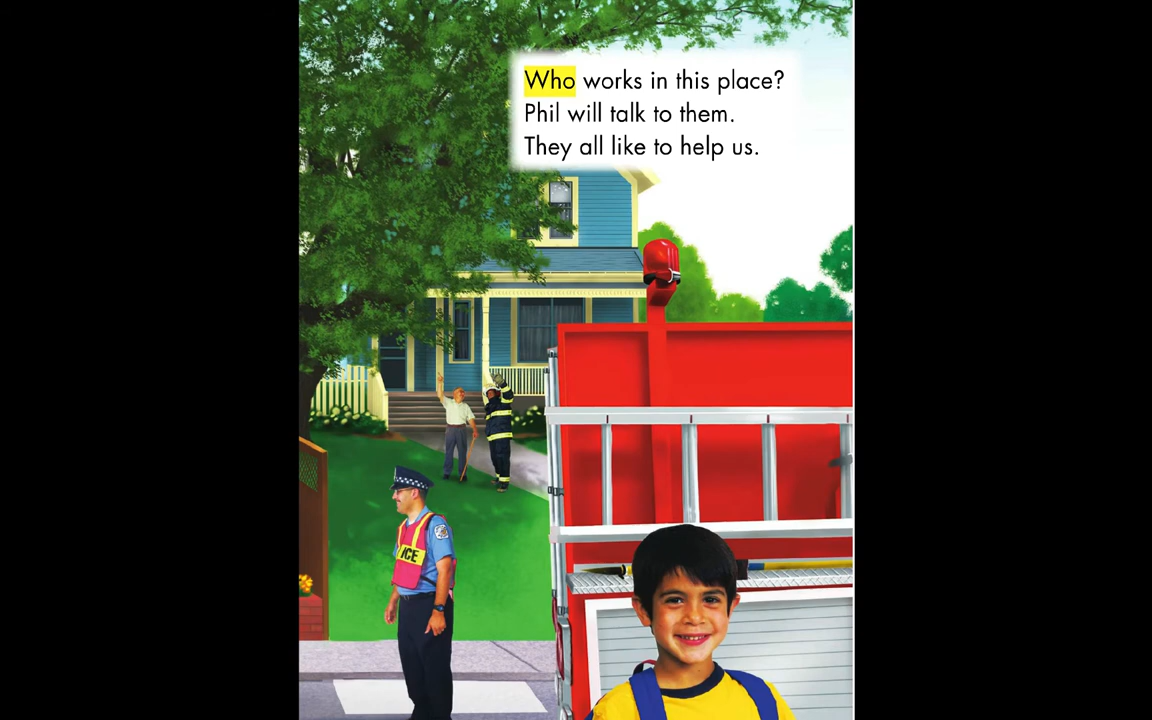 Who works in this place?
Phil will talk to them.
They all like to help us.
ICE